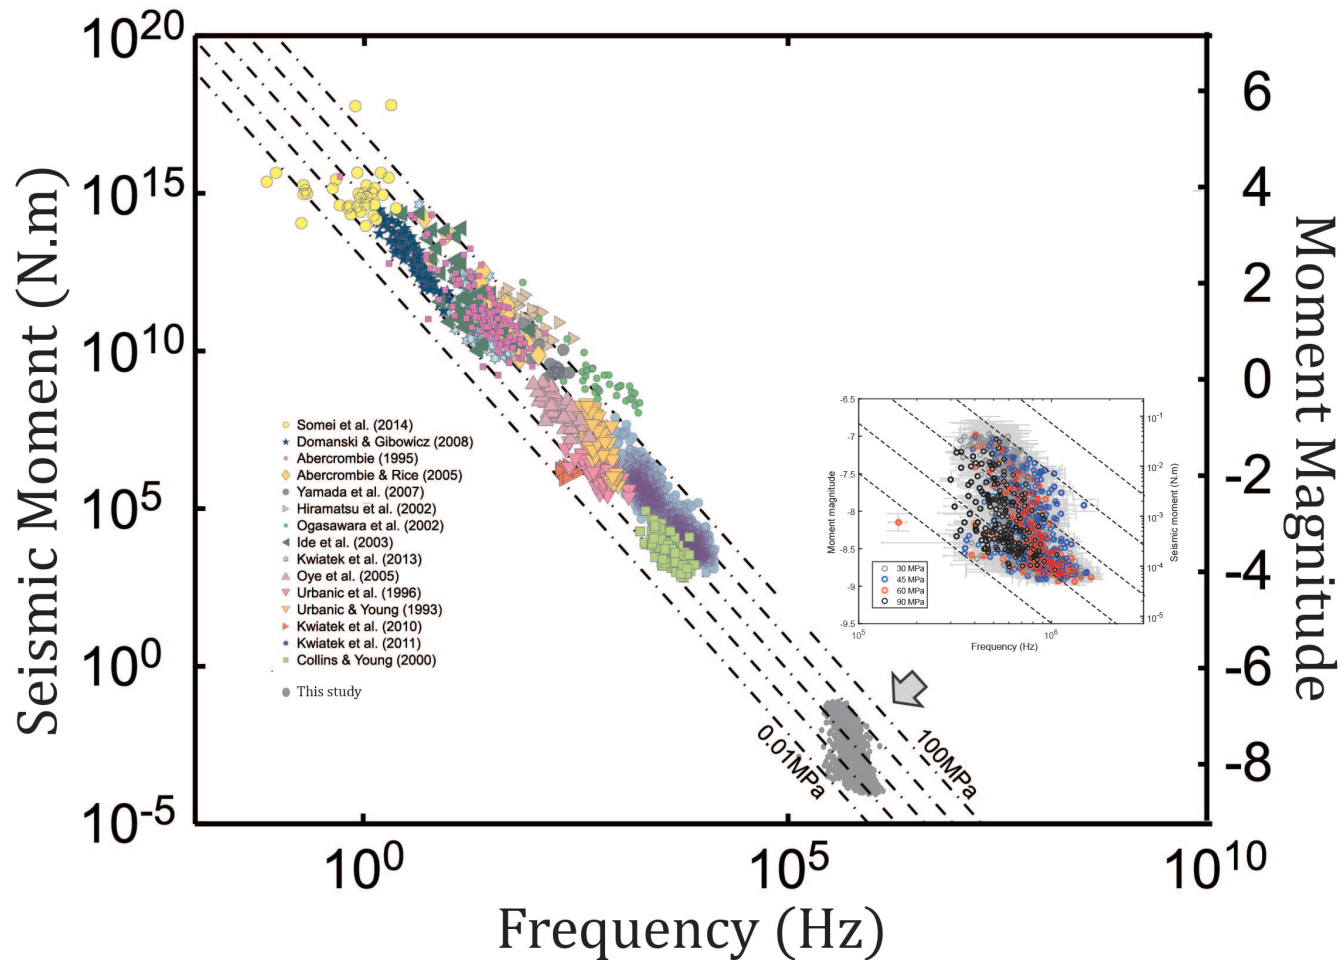 10^20
10^15
10^10
10^5
10^0
10^-5
Seismic Moment (N.m)
10^0
10^5
10^10
Frequency (Hz)
6
4
2
0
-2
-4
-6
-8
Moment Magnitude
Somei et al. (2014)
Domanski & Gibowicz (2008)
Abercrombie (1995)
Abercrombie & Rice (2005)
Yamada et al. (2007)
Hiramatsu et al. (2002)
Ogasawara et al. (2002)
Ide et al. (2003)
Kwiatek et al. (2013)
Oye et al. (2005)
Urbanic et al. (1996)
Urbanic & Young (1993)
Kwiatek et al. (2010)
Kwiatek et al. (2011)
Collins & Young (2000)
This study
0.01MPa
100MPa
-6.5
-7
-7.5
-8
-8.5
-9
-9.5
Moment magnitude
30 MPa
45 MPa
60 MPa
90 MPa
10^5
10^6
Frequency (Hz)
10^-1
10^-2
10^-3
10^-4
10^-5
Seismic moment (N.m)